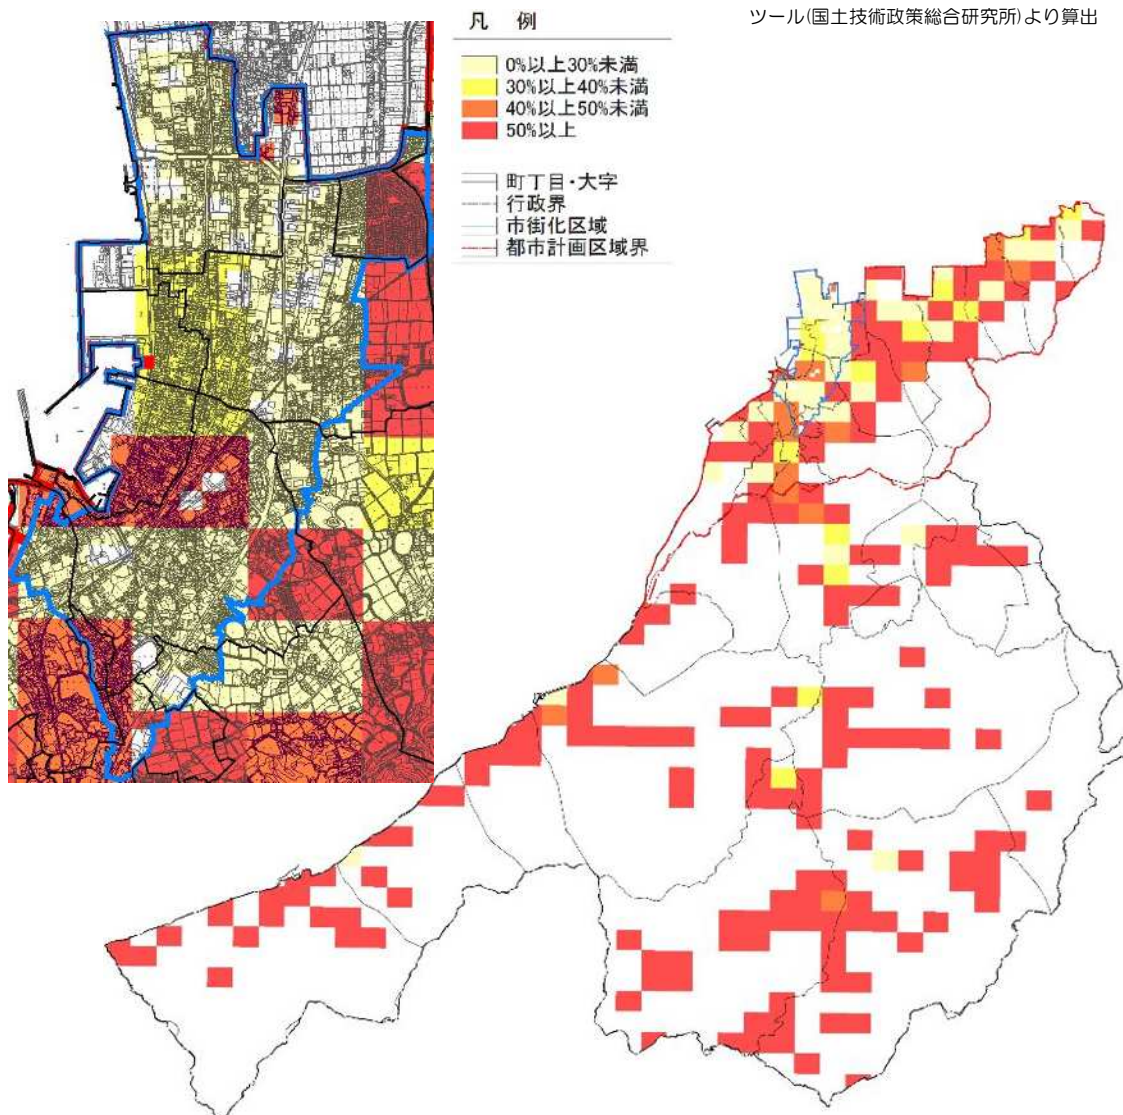 ツール(国土技術政策総合研究所)より算出
凡 例
0%以上30%未満
30%以上40%未満
40%以上50%未満
50%以上
町丁目・大字
行政界
市街化区域
都市計画区域界